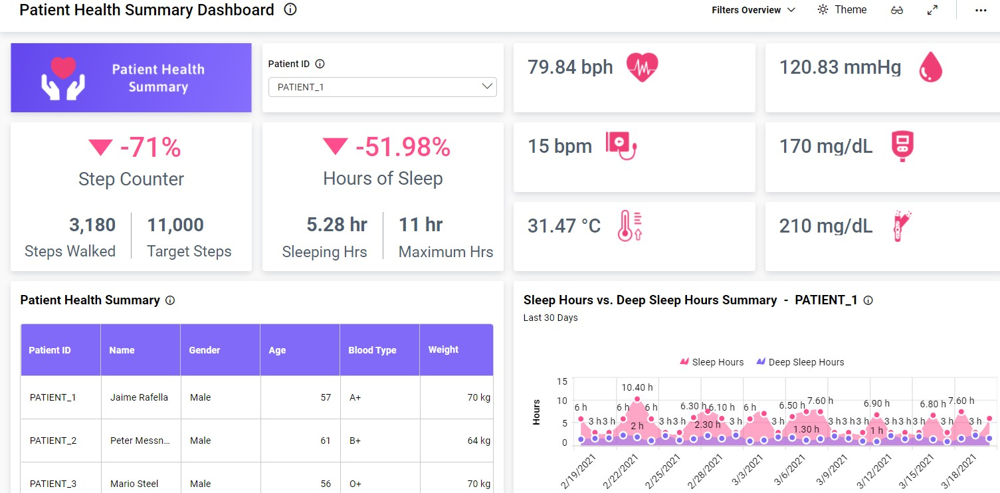 Patient Health Summary Dashboard
Filters Overview
Theme
Patient Health
Summary
Patient ID
PATIENT_1
79.84 bph
120.83 mmHg
-71%
Step Counter
3,180
Steps Walked
11,000
Target Steps
-51.98%
Hours of Sleep
5.28 hr
Sleeping Hrs
11 hr
Maximum Hrs
15 bpm
170 mg/dL
31.47 °C
210 mg/dL
Patient Health Summary
Patient ID Name Gender Age Blood Type Weight
PATIENT_1 Jaime Rafella Male 57 A+ 70 kg
PATIENT_2 Peter Messn... Male 61 B+ 64 kg
PATIENT_3 Mario Steel Male 56 O+ 70 kg
Sleep Hours vs. Deep Sleep Hours Summary - PATIENT_1
Last 30 Days
Sleep Hours Deep Sleep Hours
Hours
15
10
5
0
10.40 h
6 h 6 h 6 h 6.30 h 6.10 h 6 h 6.50 h 7.60 h 6.90 h 6.80 h 7.60 h
3 h 3 h 3 h 3 h 3 h 3 h 3 h 3 h 3 h 3 h 3 h 3 h 3 h 3 h
2 h 2.30 h 1.30 h 1 h
2/19/2021 2/22/2021 2/25/2021 2/28/2021 3/3/2021 3/6/2021 3/9/2021 3/12/2021 3/15/2021 3/18/2021